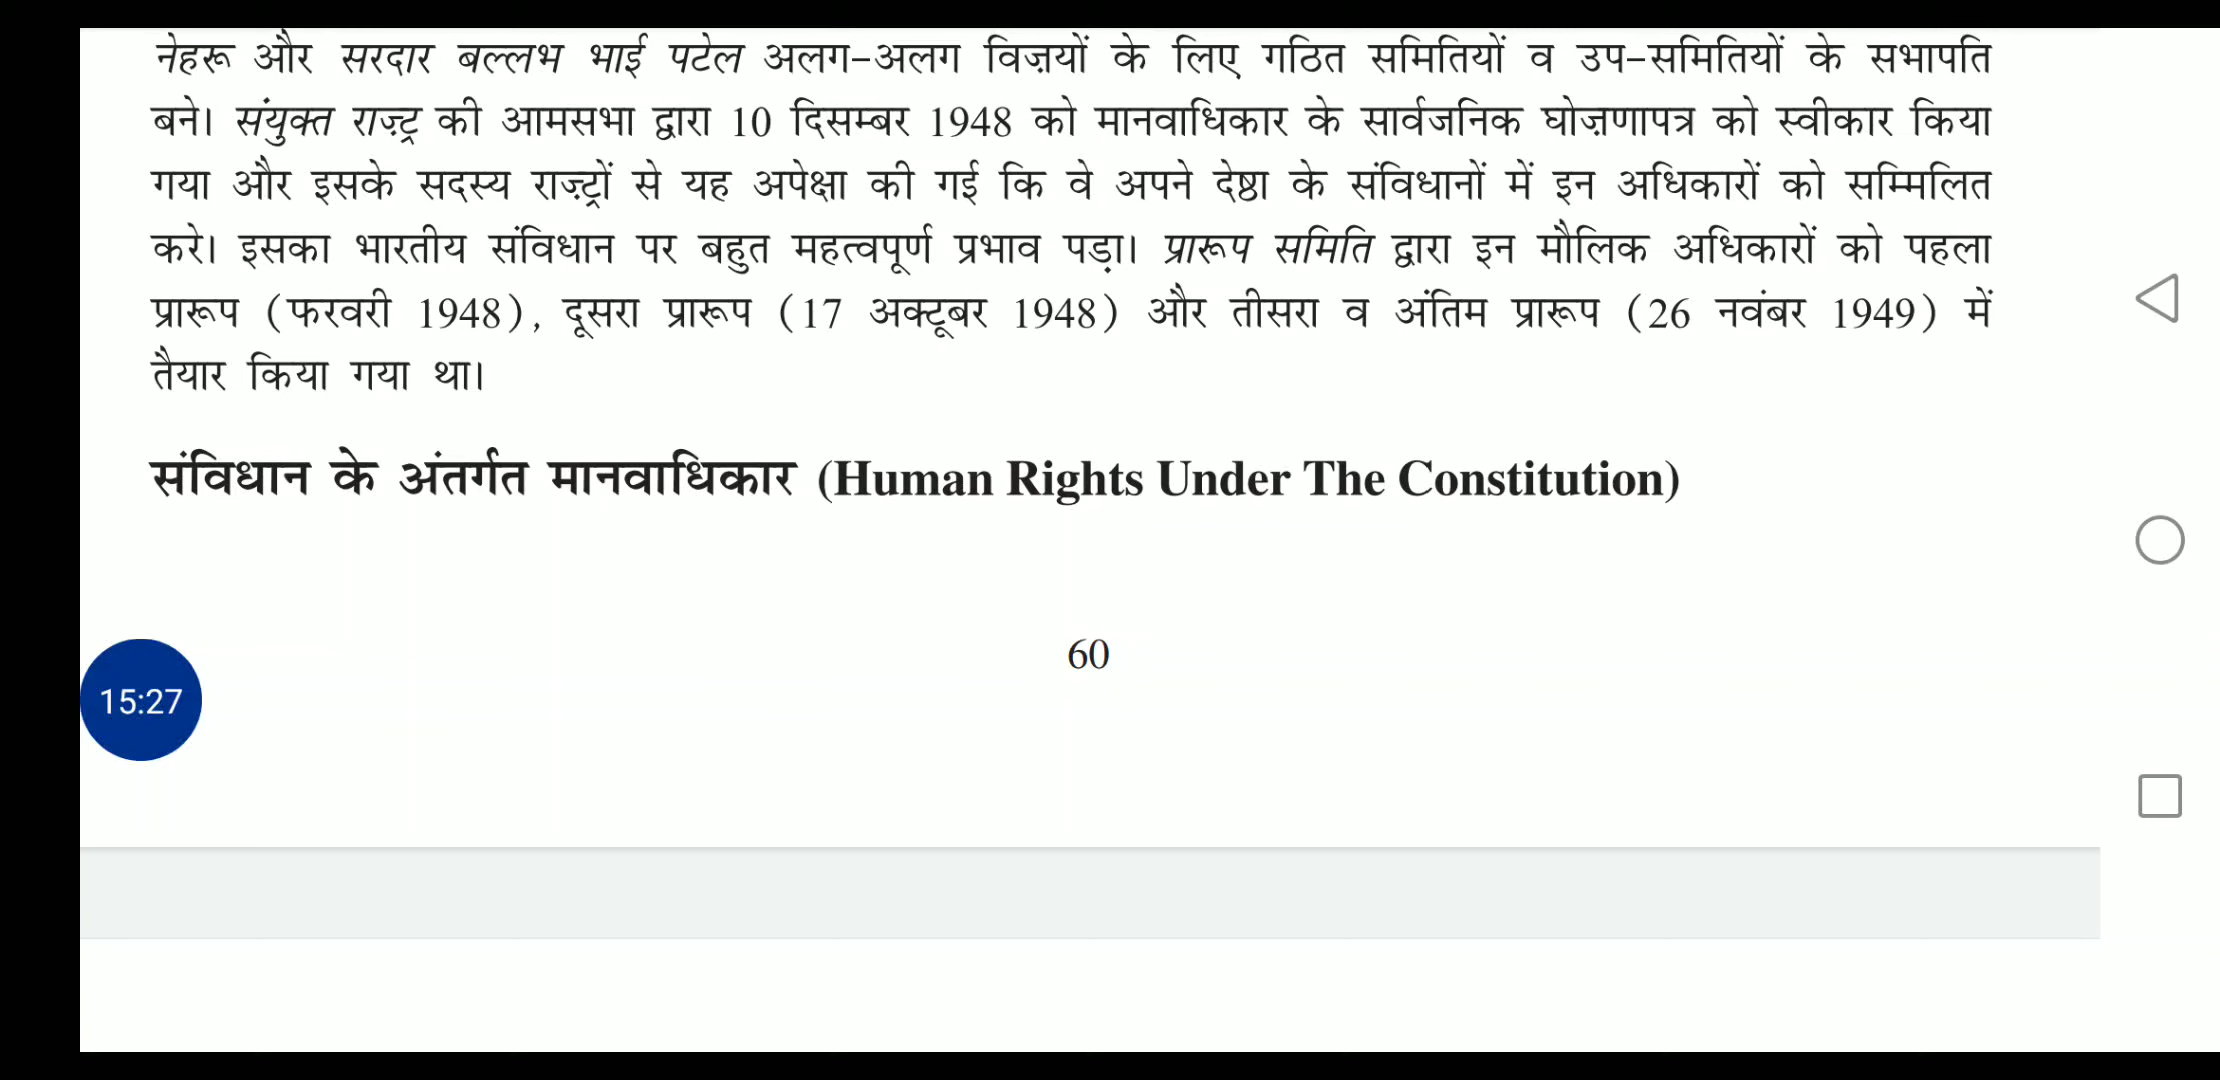 नेहरू और सरदार बल्लभ भाई पटेल अलग-अलग विज़यों के लिए गठित समितियों व उप-समितियों के सभापति
बने। संयुक्त राज्ट्र की आमसभा द्वारा 10 दिसम्बर 1948 को मानवाधिकार के सार्वजनिक घोज़णापत्र को स्वीकार किया
गया और इसके सदस्य राज्ट्रों से यह अपेक्षा की गई कि वे अपने देष्ठा के संविधानों में इन अधिकारों को सम्मिलित
करे। इसका भारतीय संविधान पर बहुत महत्वपूर्ण प्रभाव पड़ा। प्रारूप समिति द्वारा इन मौलिक अधिकारों को पहला
प्रारूप (फरवरी 1948), दूसरा प्रारूप (17 अक्टूबर 1948) और तीसरा व अंतिम प्रारूप (26 नवंबर 1949) में
तैयार किया गया था।
संविधान के अंतर्गत मानवाधिकार (Human Rights Under The Constitution)
60
15:27